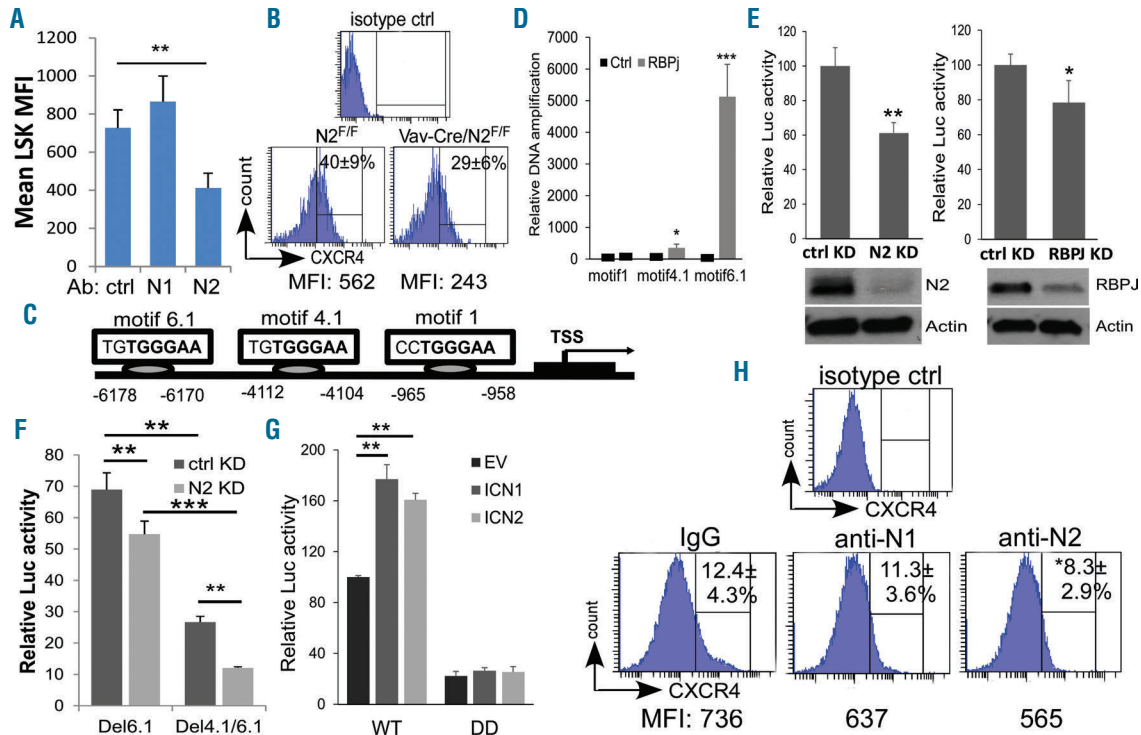 A
1200
1000
800
600
400
200
0
Mean LSK MFI
**
Ab: ctrl N1 N2
B
isotype ctrl
N2F/F
Vav-Cre/N2F/F
40±9%
29±6%
count
CXCR4
MFI: 562
MFI: 243
C
motif 6.1
motif 4.1
motif 1
TGTGGGAA
TGTGGGAA
CCTGGGAA
TSS
-6178
-6170
-4112
-4104
-965
-958
D
7000
6000
5000
4000
3000
2000
1000
0
Relative DNA amplification
Ctrl
RBPj
***
*
motif1
motif4.1
motif6.1
E
120
100
80
60
40
20
0
Relative Luc activity
**
ctrl KD N2 KD
N2
Actin
120
100
80
60
40
20
0
Relative Luc activity
*
ctrl KD RBPJ KD
RBPJ
Actin
F
80
70
60
50
40
30
20
10
0
Relative Luc activity
**
**
***
**
ctrl KD
N2 KD
Del6.1
Del4.1/6.1
G
200
160
120
80
40
0
Relative Luc activity
**
**
EV
ICN1
ICN2
WT
DD
H
isotype ctrl
count
CXCR4
IgG
anti-N1
anti-N2
12.4±
4.3%
11.3±
3.6%
*8.3±
2.9%
count
CXCR4
MFI: 736
637
565